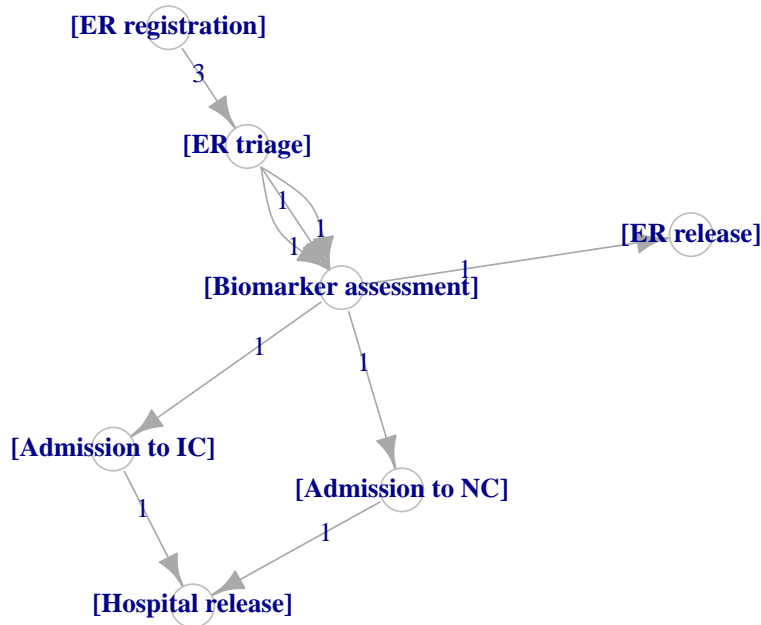 [ER registration]
3
[ER triage]
1
1
1
[ER release]
1
[Biomarker assessment]
1
1
[Admission to IC]
[Admission to NC]
1
1
[Hospital release]